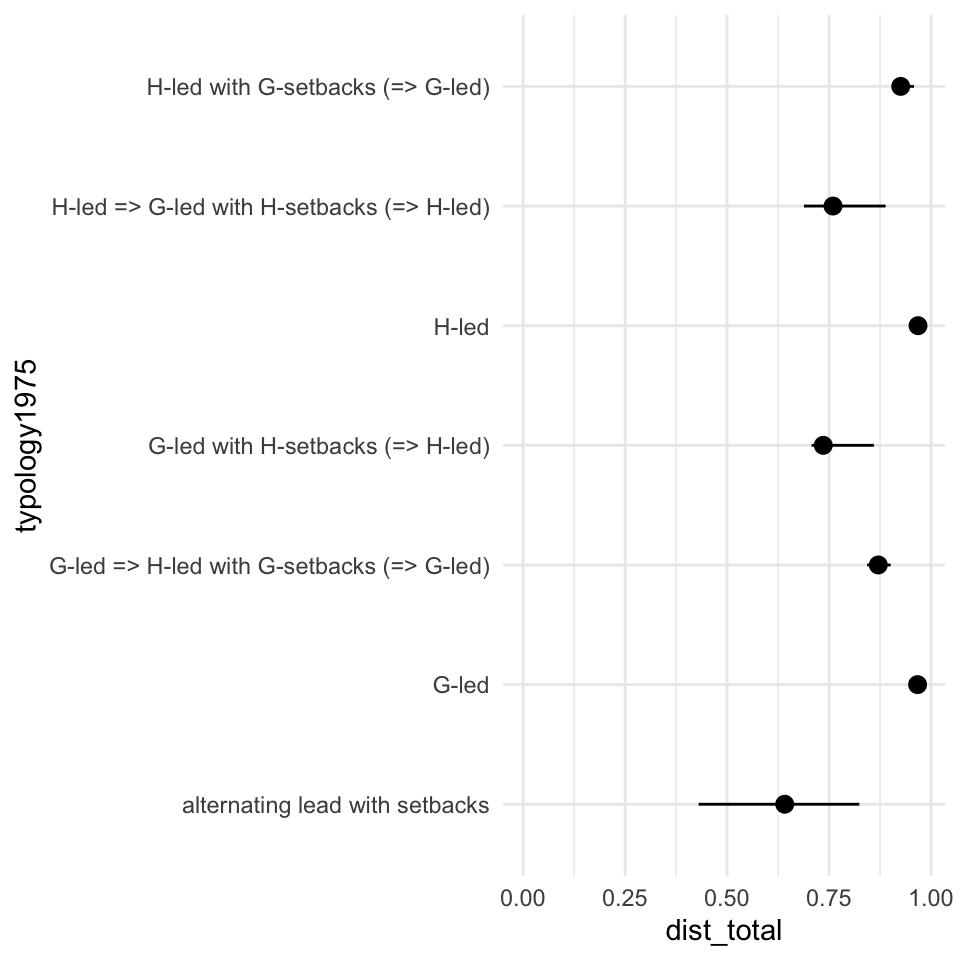 H-led with G-setbacks (=> G-led)
H-led => G-led with H-setbacks (=> H-led)
H-led
G-led with H-setbacks (=> H-led)
G-led => H-led with G-setbacks (=> G-led)
G-led
alternating lead with setbacks
typology1975
0.00 0.25 0.50 0.75 1.00
dist_total